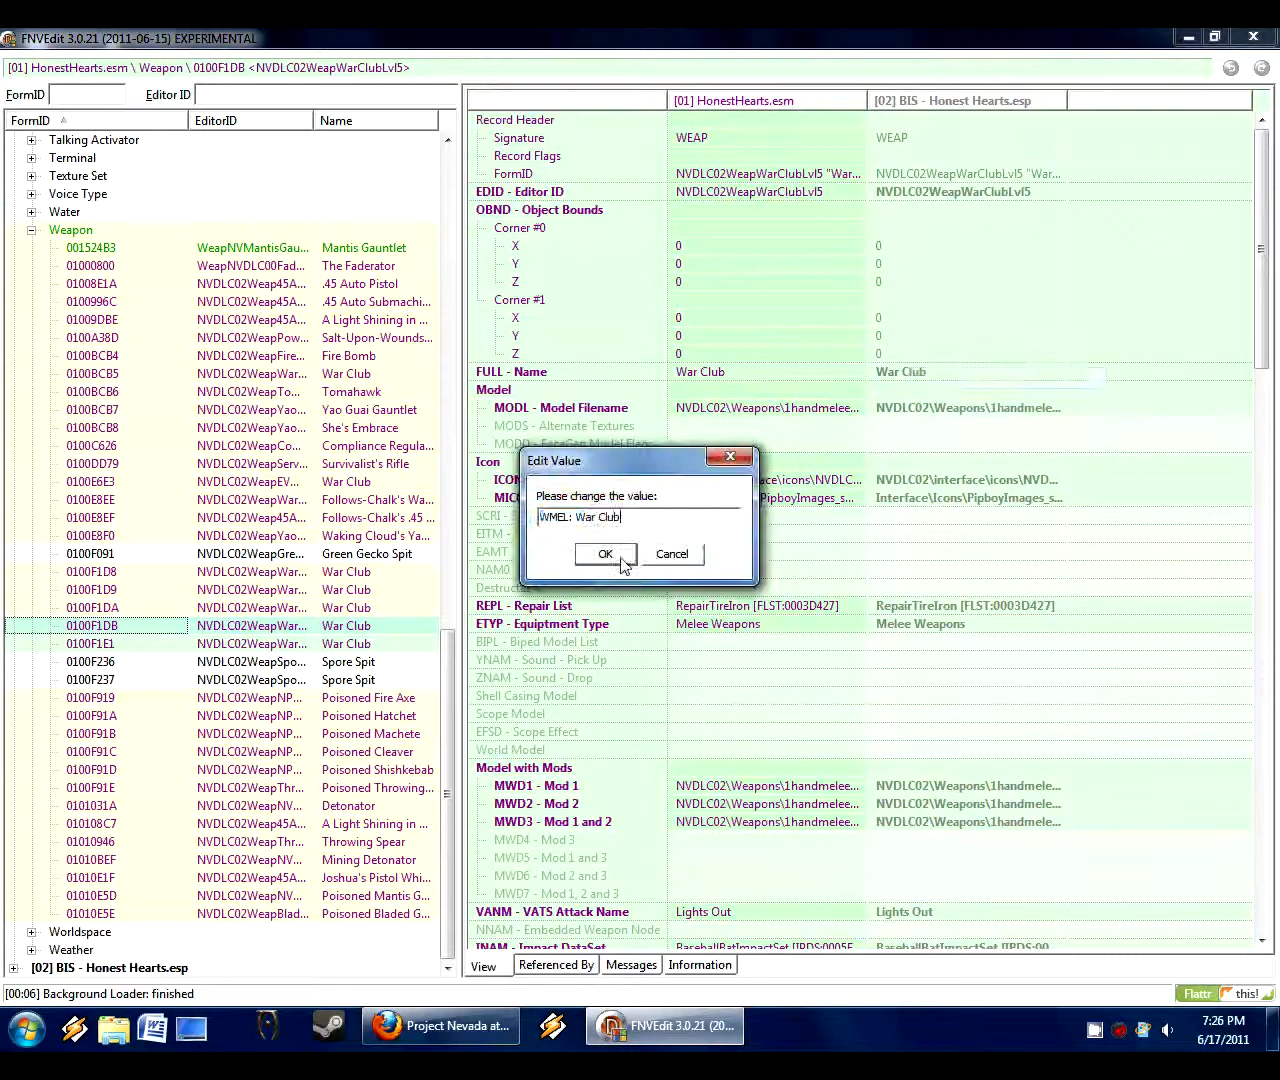 FNVEdit 3.0.21 (2011-06-15) EXPERIMENTAL
[01] HonestHearts.esm \ Weapon \ 0100F1DB <NVDLC02WeapWarClubLvl5>
FormID Editor ID
FormID EditorID Name
Talking Activator
Terminal
Texture Set
Voice Type
Water
Weapon
001524B3 WeapNVMantisGau... Mantis Gauntlet
01000800 WeapNVDLC00Fad... The Faderator
01008E1A NVDLC02Weap45A... .45 Auto Pistol
0100996C NVDLC02Weap45A... .45 Auto Submachi...
01009DBE NVDLC02Weap45A... A Light Shining in ...
0100A38D NVDLC02WeapPow... Salt-Upon-Wounds...
0100BCB4 NVDLC02WeapFire... Fire Bomb
0100BCB5 NVDLC02WeapWar... War Club
0100BCB6 NVDLC02WeapTo... Tomahawk
0100BCB7 NVDLC02WeapYao... Yao Guai Gauntlet
0100BCB8 NVDLC02WeapYao... She's Embrace
0100C626 NVDLC02WeapCo... Compliance Regula...
0100DD79 NVDLC02WeapServ... Survivalist's Rifle
0100E6E3 NVDLC02WeapWar... War Club
0100E8EE NVDLC02WeapWar... Follows-Chalk's Wa...
0100E8EF NVDLC02Weap45A... Follows-Chalk's .45 ...
0100E8F0 NVDLC02WeapYao... Waking Cloud's Ya...
0100F091 NVDLC02WeapGre... Green Gecko Spit
0100F1D8 NVDLC02WeapWar... War Club
0100F1D9 NVDLC02WeapWar... War Club
0100F1DA NVDLC02WeapWar... War Club
0100F1DB NVDLC02WeapWar... War Club
0100F1E1 NVDLC02WeapWar... War Club
0100F236 NVDLC02WeapSpo... Spore Spit
0100F237 NVDLC02WeapSpo... Spore Spit
0100F919 NVDLC02WeapNP... Poisoned Fire Axe
0100F91A NVDLC02WeapNP... Poisoned Hatchet
0100F91B NVDLC02WeapNP... Poisoned Machete
0100F91C NVDLC02WeapNP... Poisoned Cleaver
0100F91D NVDLC02WeapNP... Poisoned Shishkebab
0100F91E NVDLC02WeapThr... Poisoned Throwing...
0101031A NVDLC02WeapNV... Detonator
010108C7 NVDLC02Weap45A... A Light Shining in ...
01010946 NVDLC02WeapThr... Throwing Spear
01010BEF NVDLC02WeapNV... Mining Detonator
01010E1F NVDLC02Weap45A... Joshua's Pistol Whi...
01010E5D NVDLC02WeapNV... Poisoned Mantis G...
01010E5E NVDLC02WeapBlad... Poisoned Bladed G...
Worldspace
Weather
[02] BIS - Honest Hearts.esp
[01] HonestHearts.esm [02] BIS - Honest Hearts.esp
Record Header
Signature WEAP WEAP
Record Flags
FormID NVDLC02WeapWarClubLvl5 "War... NVDLC02WeapWarClubLvl5 "War...
EDID - Editor ID NVDLC02WeapWarClubLvl5 NVDLC02WeapWarClubLvl5
OBND - Object Bounds
Corner #0
X 0 0
Y 0 0
Z 0 0
Corner #1
X 0 0
Y 0 0
Z 0 0
FULL - Name War Club War Club
Model
MODL - Model Filename NVDLC02\Weapons\1handmelee... NVDLC02\Weapons\1handmele...
MODS - Alternate Textures
Icon
NVDLC02\interface\icons\NVD...
Interface\Icons\PipboyImages_s...
Edit Value
Please change the value:
WMEL: War Club
OK Cancel
SCRI -
EITM -
EAMT
NAM0
Destructa
REPL - Repair List RepairTireIron [FLST:0003D427] RepairTireIron [FLST:0003D427]
ETYP - Equiptment Type Melee Weapons Melee Weapons
BIPL - Biped Model List
YNAM - Sound - Pick Up
ZNAM - Sound - Drop
Shell Casing Model
Scope Model
EFSD - Scope Effect
World Model
Model with Mods
MWD1 - Mod 1 NVDLC02\Weapons\1handmelee... NVDLC02\Weapons\1handmele...
MWD2 - Mod 2 NVDLC02\Weapons\1handmelee... NVDLC02\Weapons\1handmele...
MWD3 - Mod 1 and 2 NVDLC02\Weapons\1handmelee... NVDLC02\Weapons\1handmele...
MWD4 - Mod 3
MWD5 - Mod 1 and 3
MWD6 - Mod 2 and 3
MWD7 - Mod 1, 2 and 3
VANM - VATS Attack Name Lights Out Lights Out
NNAM - Embedded Weapon Node
INAM - Impact DataSet
View Referenced By Messages Information
[00:06] Background Loader: finished
Flattr this!
Project Nevada at... FNVEdit 3.0.21 (20...
7:26 PM
6/17/2011